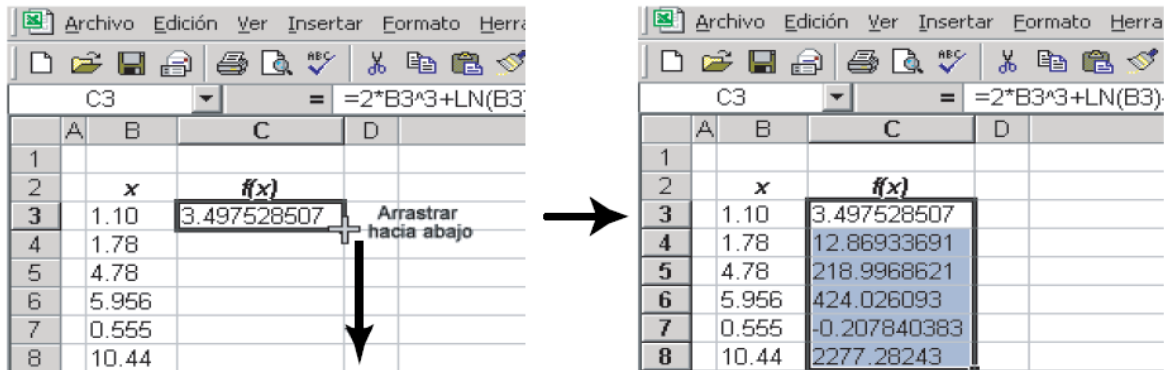 Archivo Edición Ver Insertar Formato Herra
ABC
C3 = =2*B3^3+LN(B3)
A B C D
1
2 x f(x)
3 1.10 3.497528507
4 1.78
5 4.78
6 5.956
7 0.555
8 10.44
Arrastrar
hacia abajo
Archivo Edición Ver Insertar Formato Herra
ABC
C3 = =2*B3^3+LN(B3)-
A B C D
1
2 x f(x)
3 1.10 3.497528507
4 1.78 12.86933691
5 4.78 218.9968621
6 5.956 424.026093
7 0.555 -0.207840383
8 10.44 2277.28243